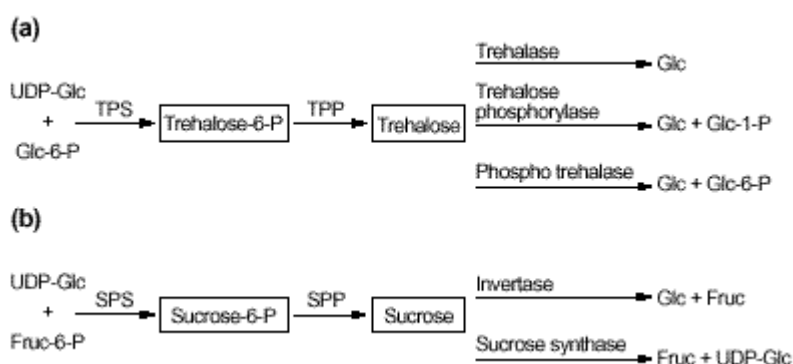 (a)
Trehalase
Glc
UDP-Glc
+
Glc-6-P
TPS
Trehalose-6-P
TPP
Trehalose
Trehalose
phosphorylase
Glc + Glc-1-P
Phospho trehalase
Glc + Glc-6-P
(b)
UDP-Glc
+
Fruc-6-P
SPS
Sucrose-6-P
SPP
Sucrose
Invertase
Glc + Fruc
Sucrose synthase
Fruc + UDP-Glc